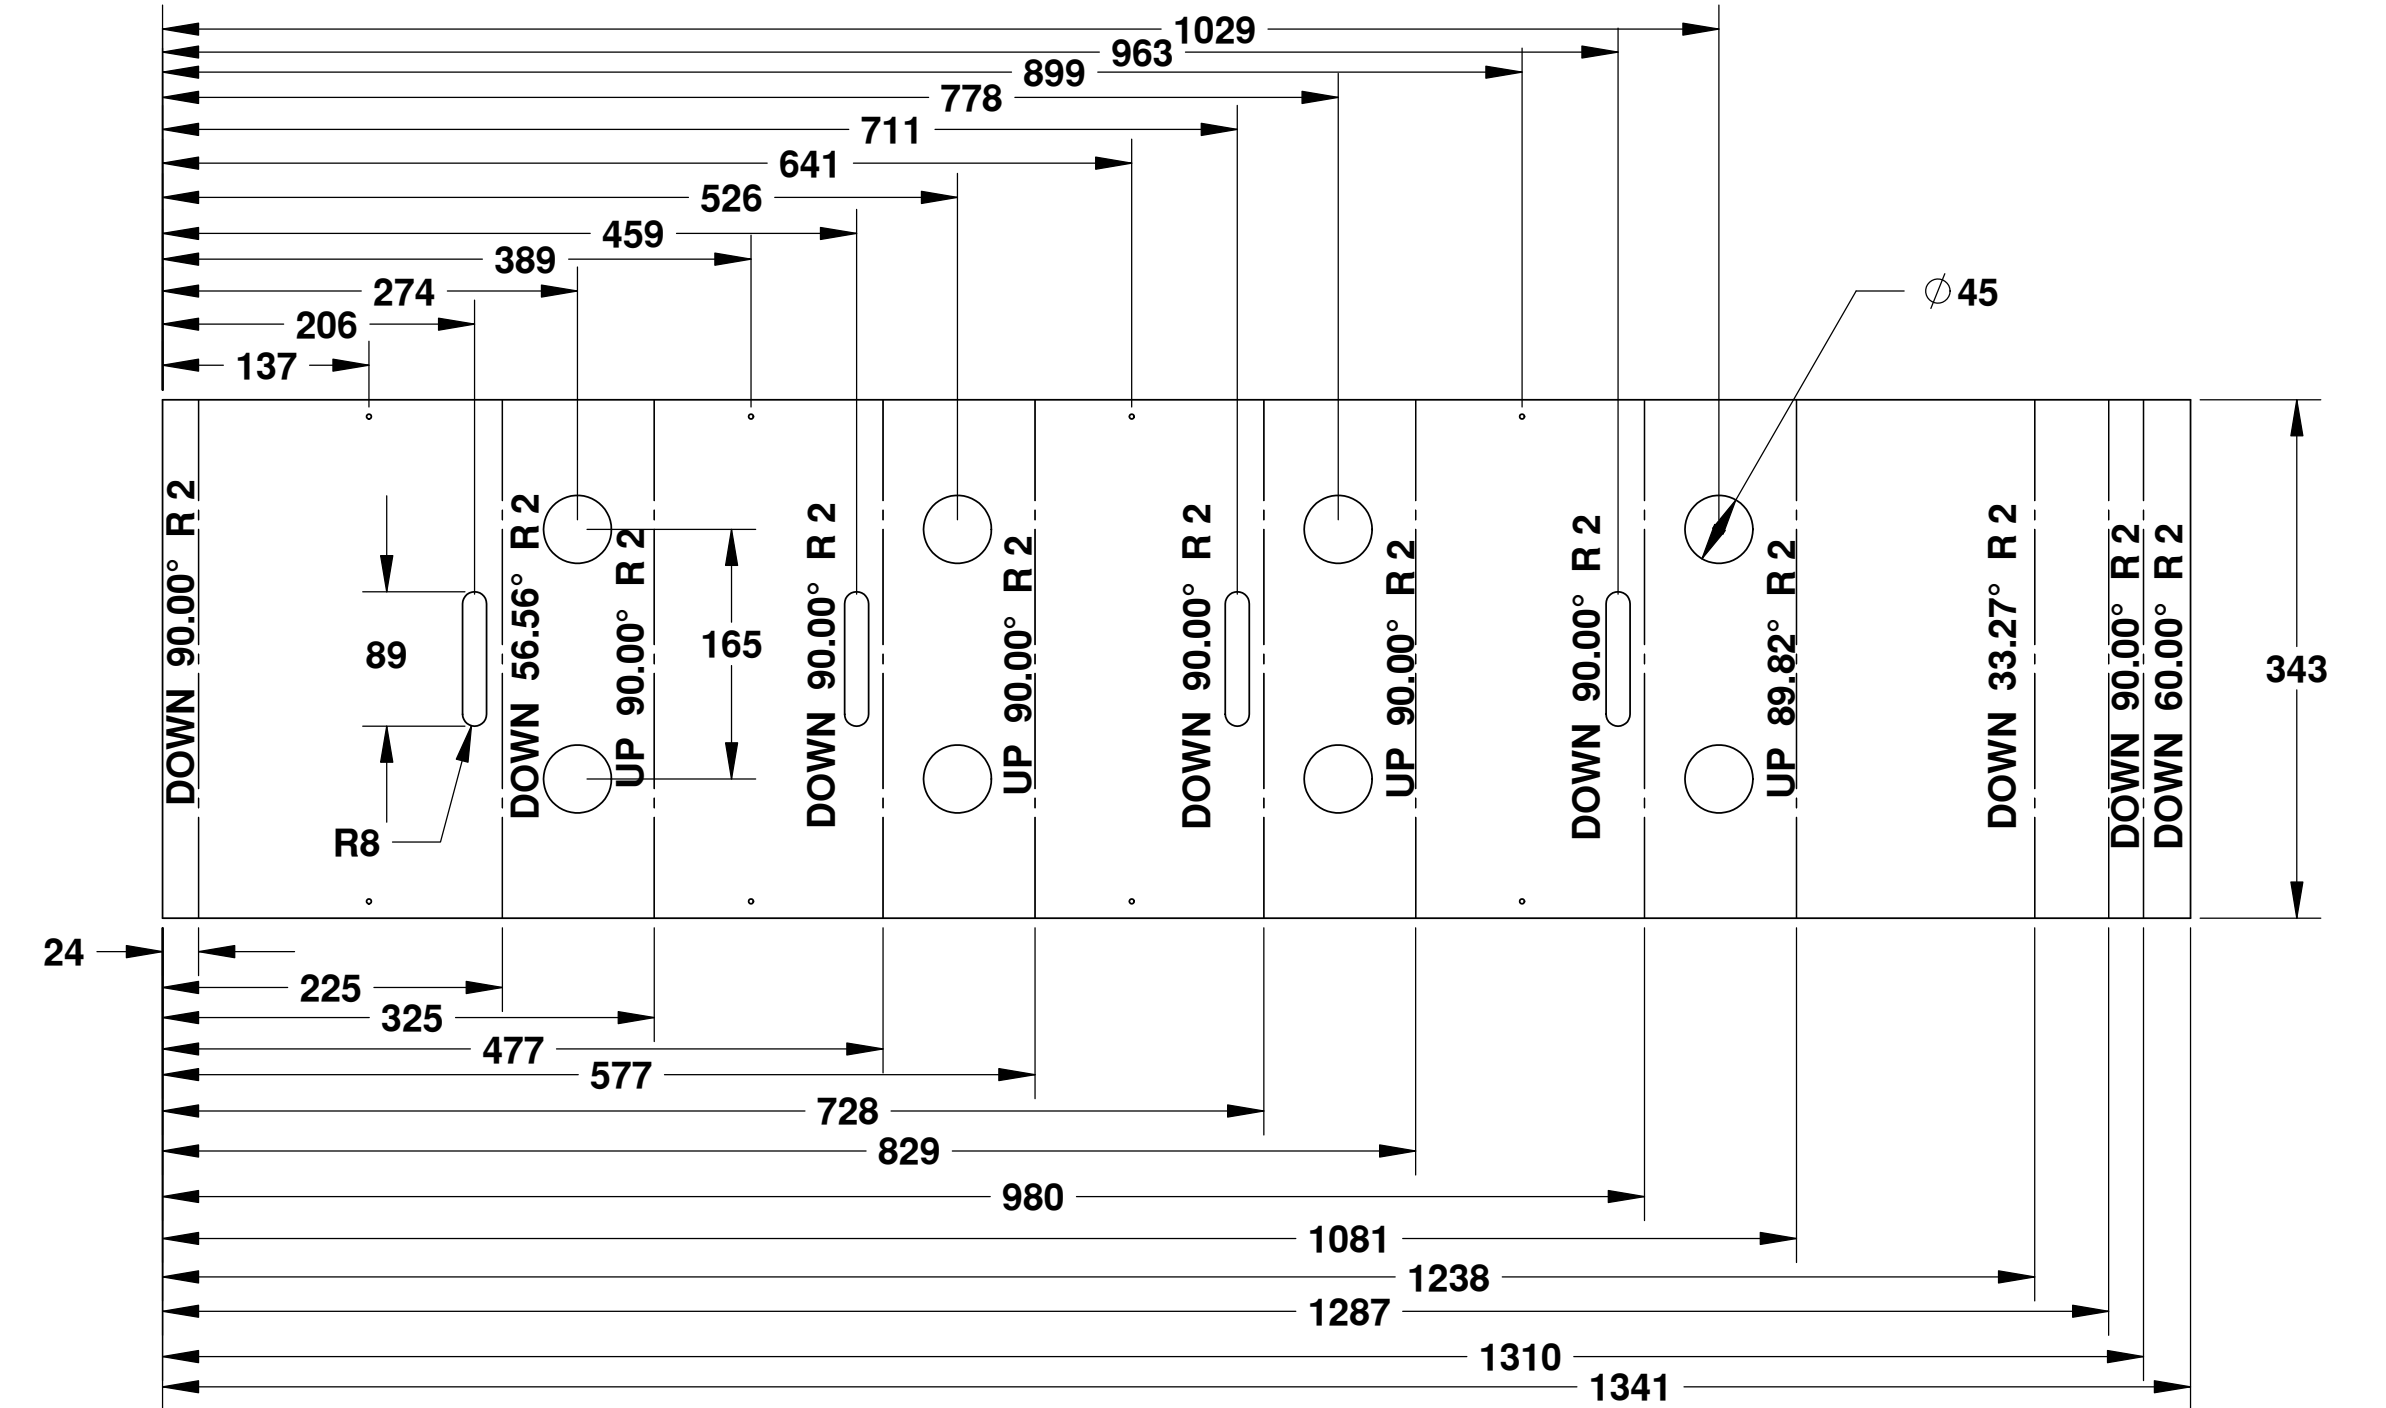 1029
963
899
778
711
641
526
459
389
274
206
137
⌀45
DOWN 90.00° R 2
DOWN 56.56° R 2
UP 90.00° R 2
DOWN 90.00° R 2
UP 90.00° R 2
DOWN 90.00° R 2
UP 90.00° R 2
DOWN 90.00° R 2
UP 89.82° R 2
DOWN 33.27° R 2
DOWN 90.00° R 2
DOWN 60.00° R 2
89
165
343
R8
24
225
325
477
577
728
829
980
1081
1238
1287
1310
1341